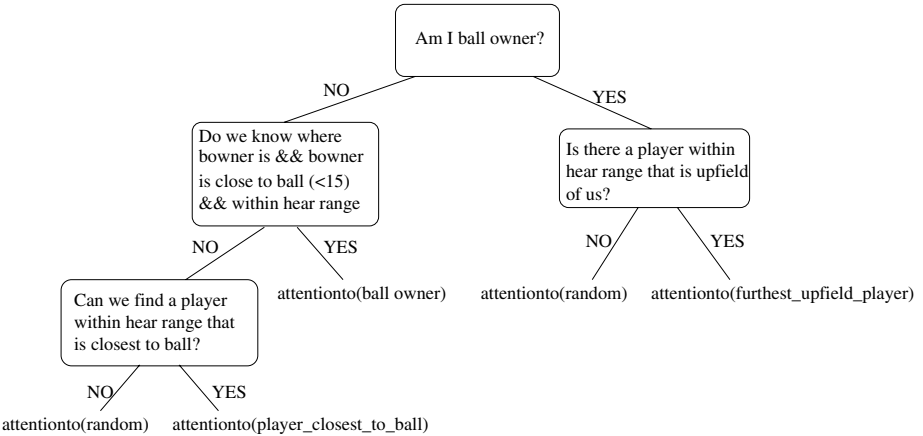 Am I ball owner?
NO
YES
Do we know where
bowner is && bowner
is close to ball (<15)
&& within hear range
Is there a player within
hear range that is upfield
of us?
NO
YES
NO
YES
attentionto(ball owner)
attentionto(random)
attentionto(furthest_upfield_player)
Can we find a player
within hear range that
is closest to ball?
NO
YES
attentionto(random)
attentionto(player_closest_to_ball)